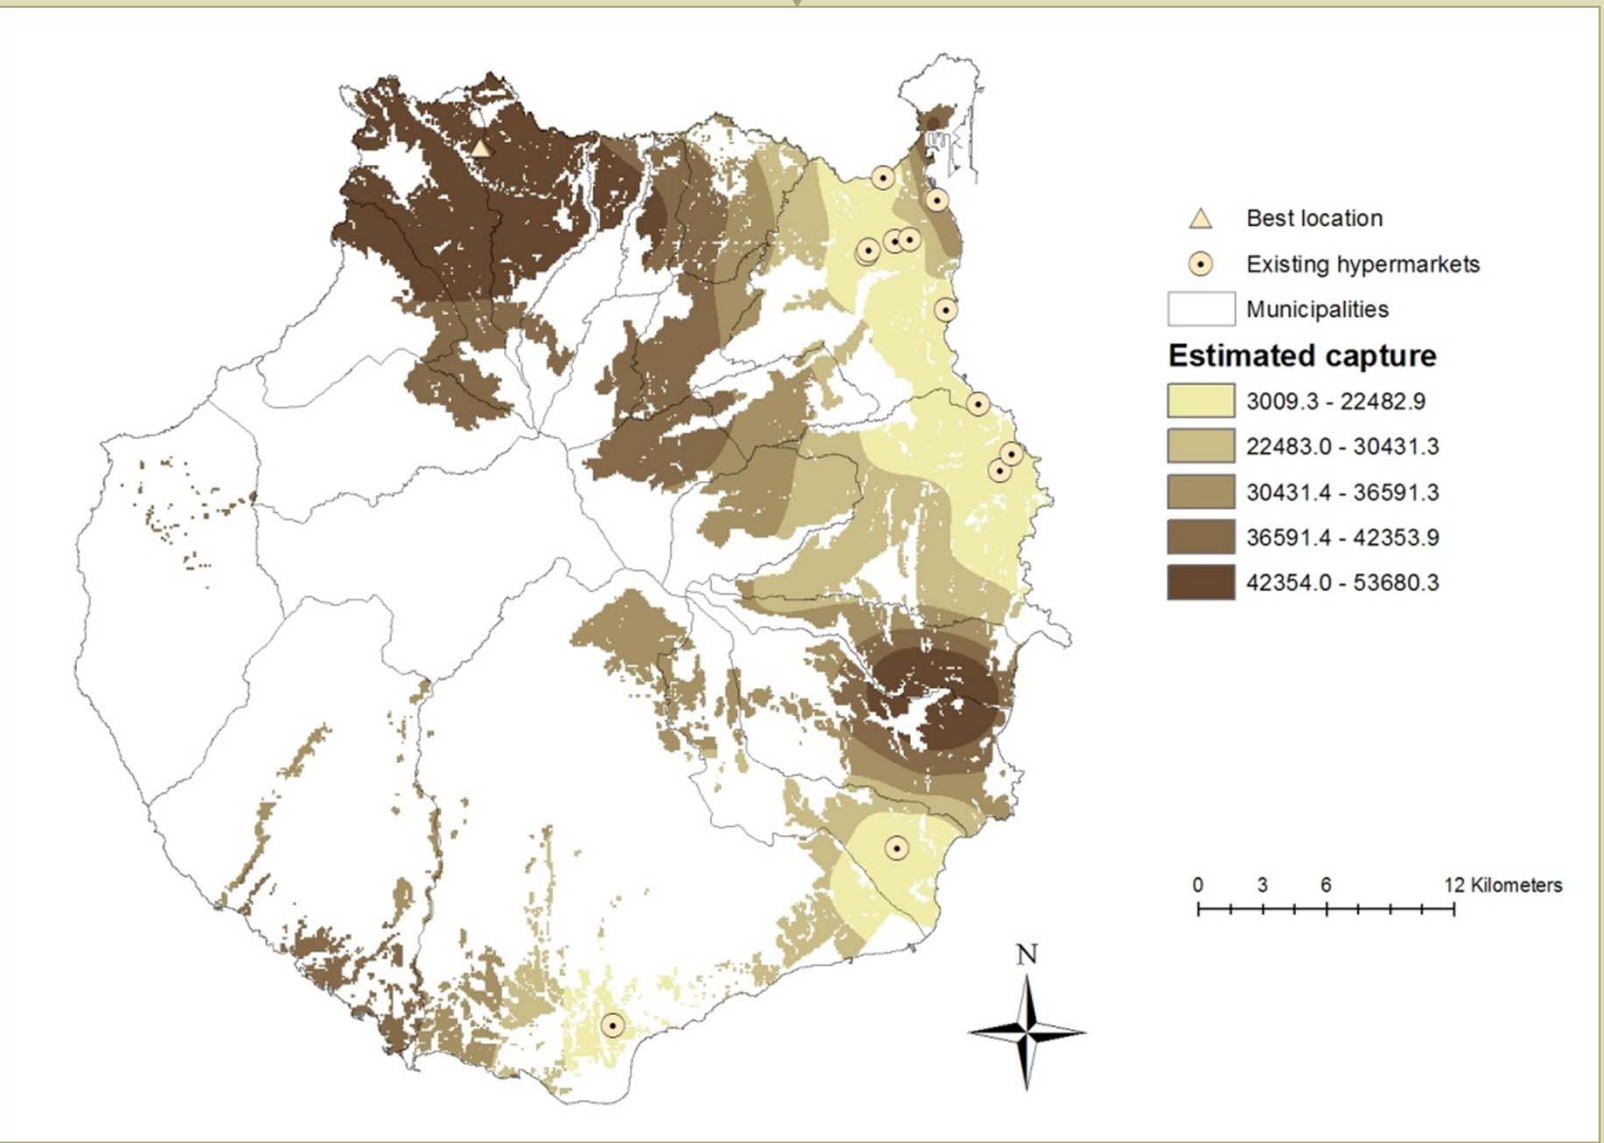 Best location
Existing hypermarkets
Municipalities
Estimated capture
3009.3 - 22482.9
22483.0 - 30431.3
30431.4 - 36591.3
36591.4 - 42353.9
42354.0 - 53680.3
0 3 6 12 Kilometers
N